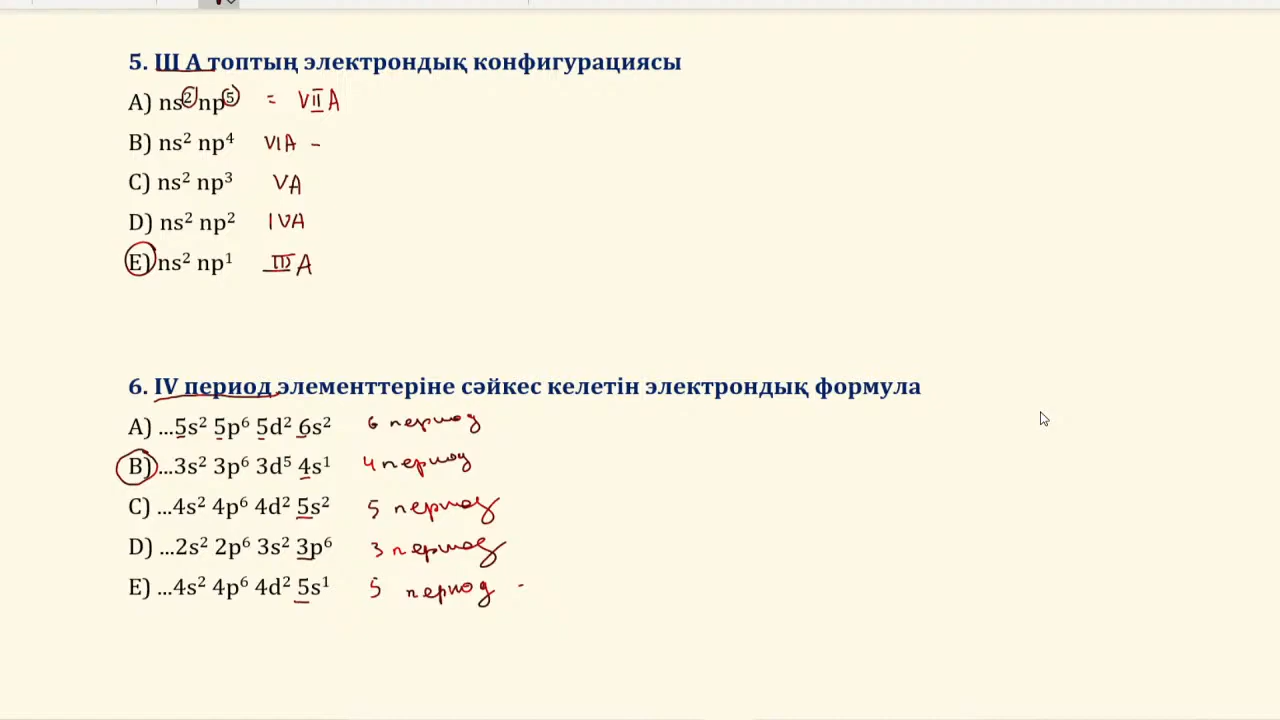 5. ІІІ А топтың электрондық конфигурациясы
A) ns² np⁵ = VIIA
B) ns² np⁴ VIA -
C) ns² np³ VA
D) ns² np² IVA
E) ns² np¹ IIIA
6. IV период элементтеріне сәйкес келетін электрондық формула
A) ...5s² 5p⁶ 5d² 6s² 6 период
B) ...3s² 3p⁶ 3d⁵ 4s¹ 4 период
C) ...4s² 4p⁶ 4d² 5s² 5 период
D) ...2s² 2p⁶ 3s² 3p⁶ 3 период
E) ...4s² 4p⁶ 4d² 5s¹ 5 период -